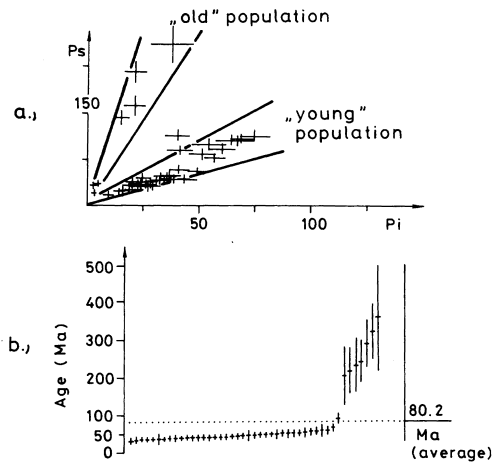 „old" population
Ps
a.,
150
„young"
population
50
100
Pi
b.,
Age (Ma)
500
400
300
200
100
50
0
80.2
Ma
(average)